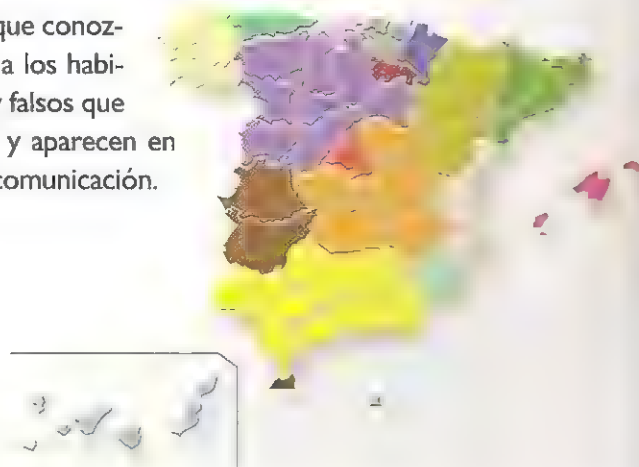 que conoz-
a los habi-
y falsos que
y aparecen en
comunicación.